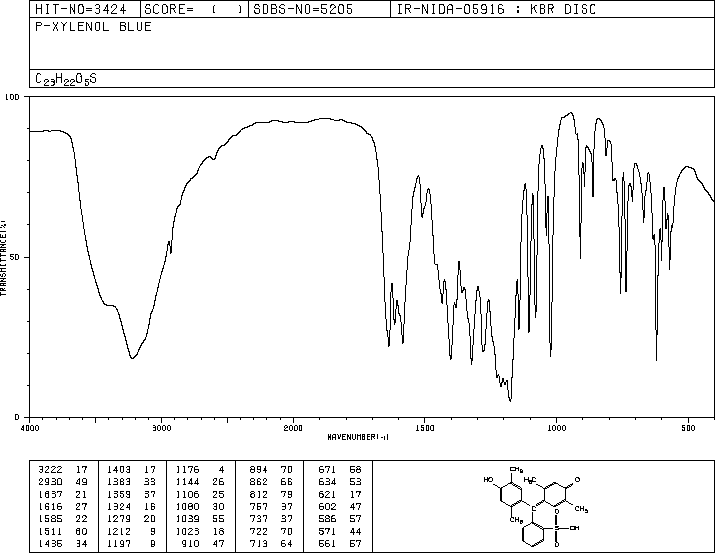 HIT-NO=3424 SCORE= ( ) SDBS-NO=5205 IR-NIDA-05916 : KBR DISC
P-XYLENOL BLUE
C23H22O5S
100
50
0
TRANSMITTANCE(%)
4000 3000 2000 1500 1000 500
WAVENUMBER(-1)
3222 17 1403 17 1176 4 894 70 671 58
2930 49 1383 33 1144 26 862 66 634 53
1637 21 1359 37 1106 25 812 79 621 17
1616 27 1324 16 1080 30 757 37 602 47
1585 22 1279 20 1039 55 737 37 586 57
1511 60 1212 9 1023 18 722 70 571 44
1435 34 1197 9 910 47 713 64 561 57
CH3 H3C O
HO
C CH3
CH3 O
S OH
O